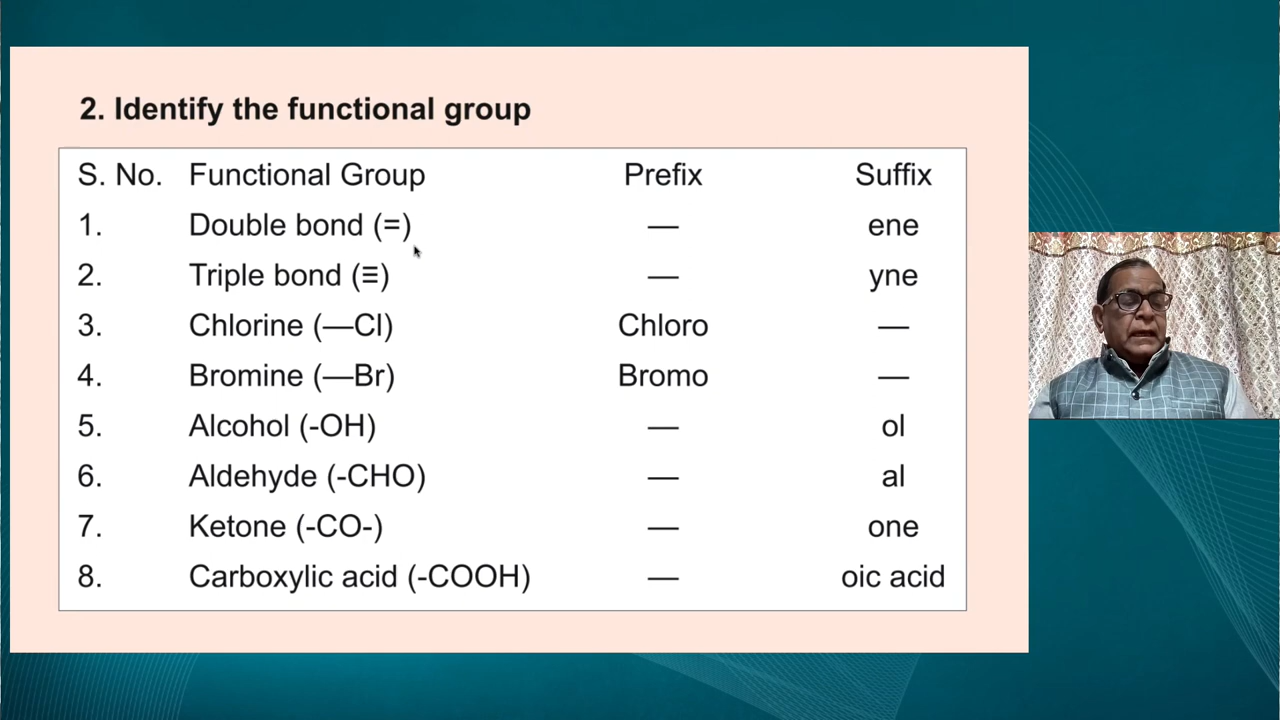 2. Identify the functional group
S. No. Functional Group Prefix Suffix
1. Double bond (=) — ene
2. Triple bond (≡) — yne
3. Chlorine (—Cl) Chloro —
4. Bromine (—Br) Bromo —
5. Alcohol (-OH) — ol
6. Aldehyde (-CHO) — al
7. Ketone (-CO-) — one
8. Carboxylic acid (-COOH) — oic acid